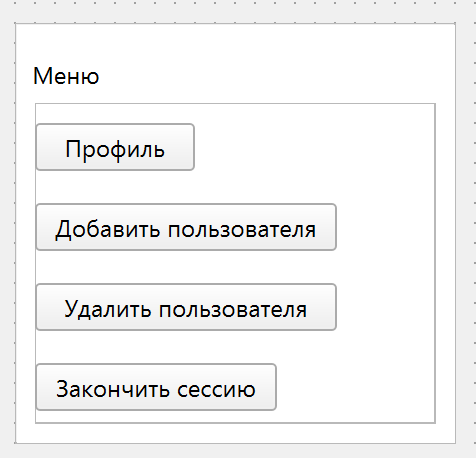 Меню
Профиль
Добавить пользователя
Удалить пользователя
Закончить сессию